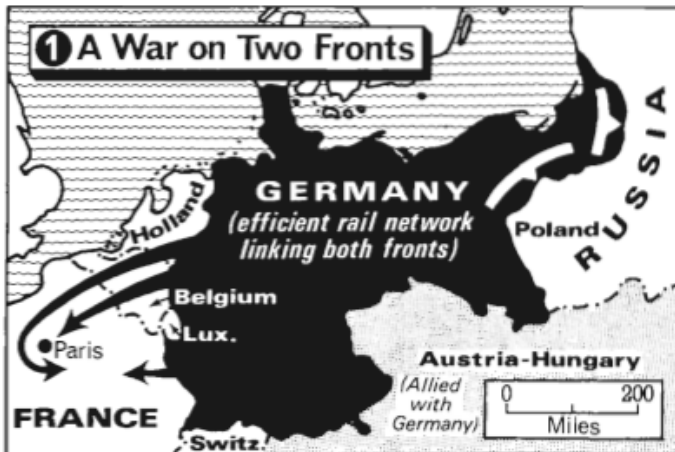 1 A War on Two Fronts
GERMANY
(efficient rail network
linking both fronts)
Holland
Belgium
Lux.
Paris
FRANCE
Switz.
Poland
RUSSIA
Austria-Hungary
(Allied
with
Germany)
0 200
Miles